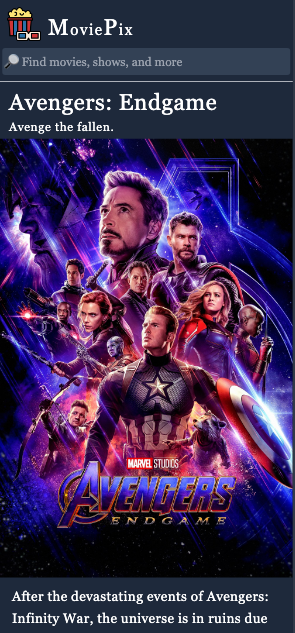 MoviePix
Find movies, shows, and more
Avengers: Endgame
Avenge the fallen.
MARVEL STUDIOS
AVENGERS
ENDGAME
After the devastating events of Avengers:
Infinity War, the universe is in ruins due